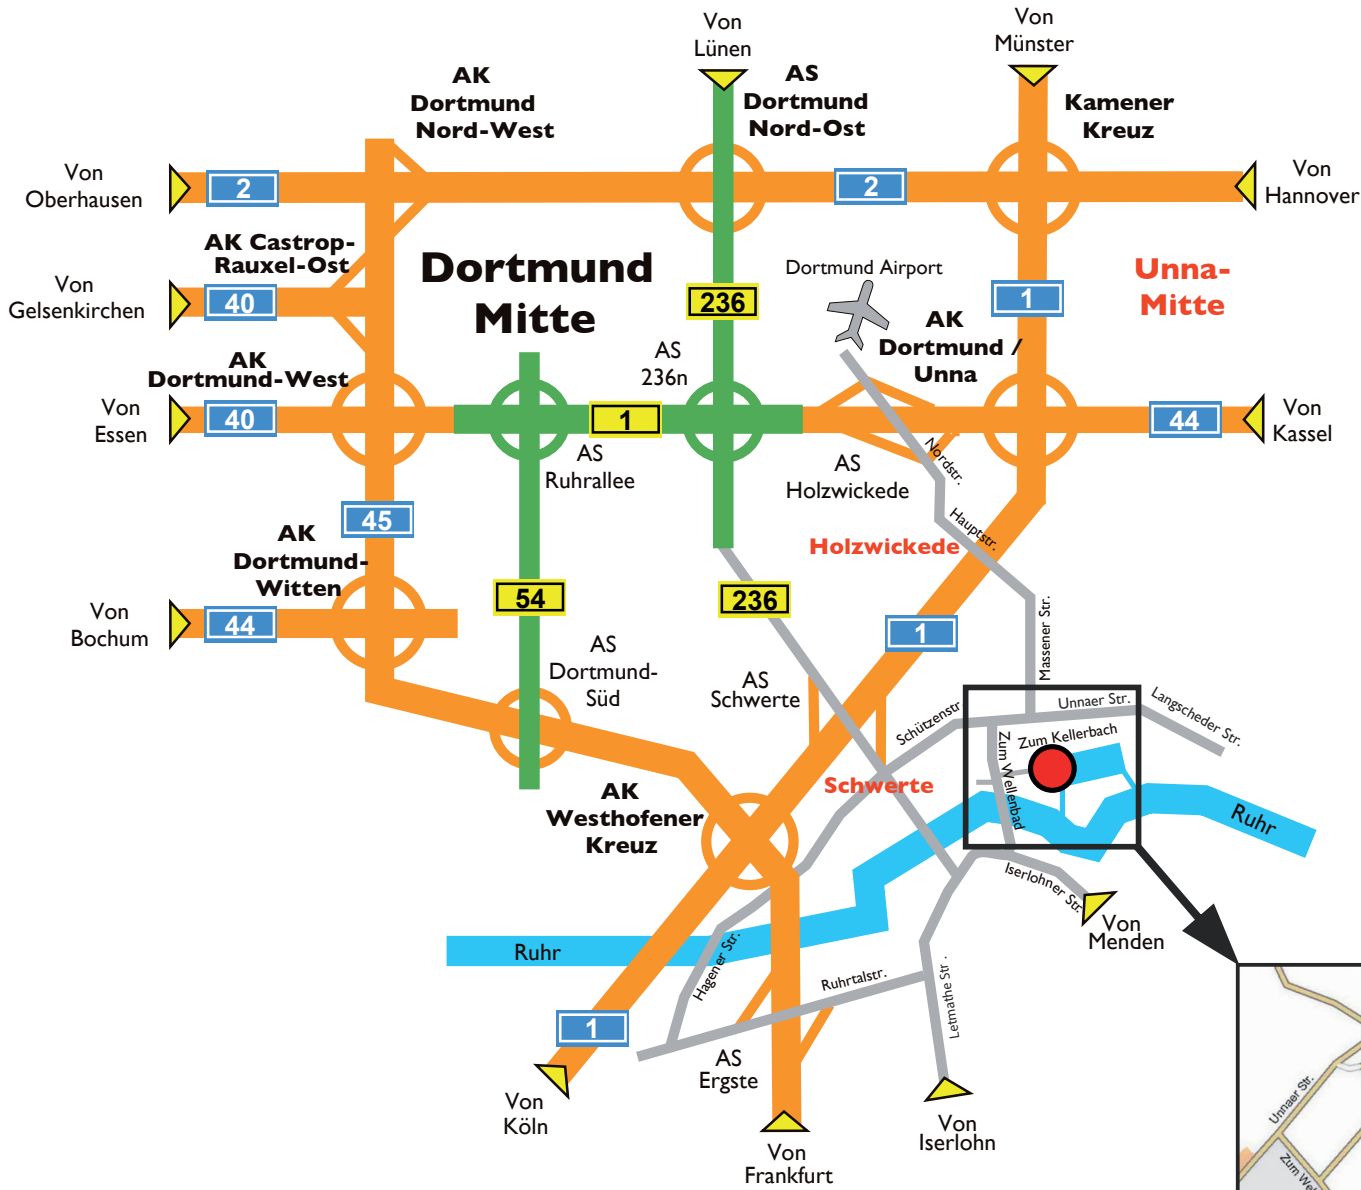 Von
Lünen
Von
Münster
AK
Dortmund
Nord-West
AS
Dortmund
Nord-Ost
Kamener
Kreuz
Von
Oberhausen
2
2
Von
Hannover
AK Castrop-
Rauxel-Ost
Dortmund
Mitte
Dortmund Airport
Unna-
Mitte
Von
Gelsenkirchen
40
236
1
AK
Dortmund /
Unna
AS
236n
AK
Dortmund-West
Von
Essen
40
1
44
Von
Kassel
AS
Ruhrallee
AS
Holzwickede
Nordstr.
Hauptstr.
45
Holzwickede
AK
Dortmund-
Witten
54
236
Von
Bochum
44
1
Massener Str.
AS
Dortmund-
Süd
AS
Schwerte
Schützenstr.
Unnaer Str.
Langscheder Str.
Zum Kellerbach
Zum Wellenbad
Schwerte
AK
Westhofener
Kreuz
Ruhr
Iserlohner Str.
Von
Menden
Ruhr
Hagener Str.
Ruhrtalstr.
Letmathe Str.
1
AS
Ergste
Von
Köln
Von
Frankfurt
Von
Iserlohn
Unnaer Str.